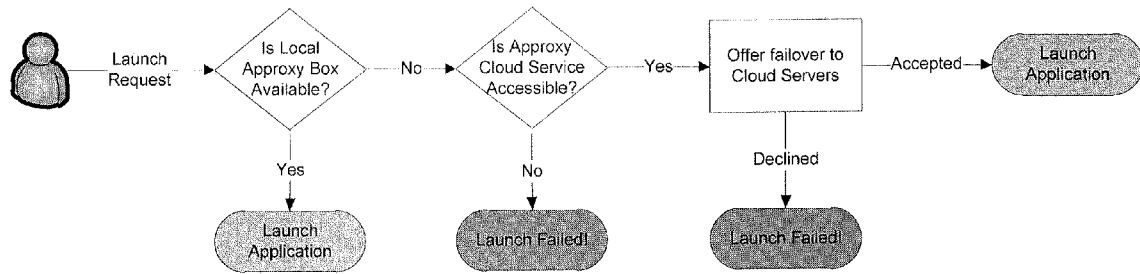 Launch
Request
Is Local
Approxy Box
Available?
No
Is Approxy
Cloud Service
Accessible?
Yes
Offer failover to
Cloud Servers
Accepted
Launch
Application
Yes
No
Declined
Launch
Application
Launch Failed!
Launch Failed!